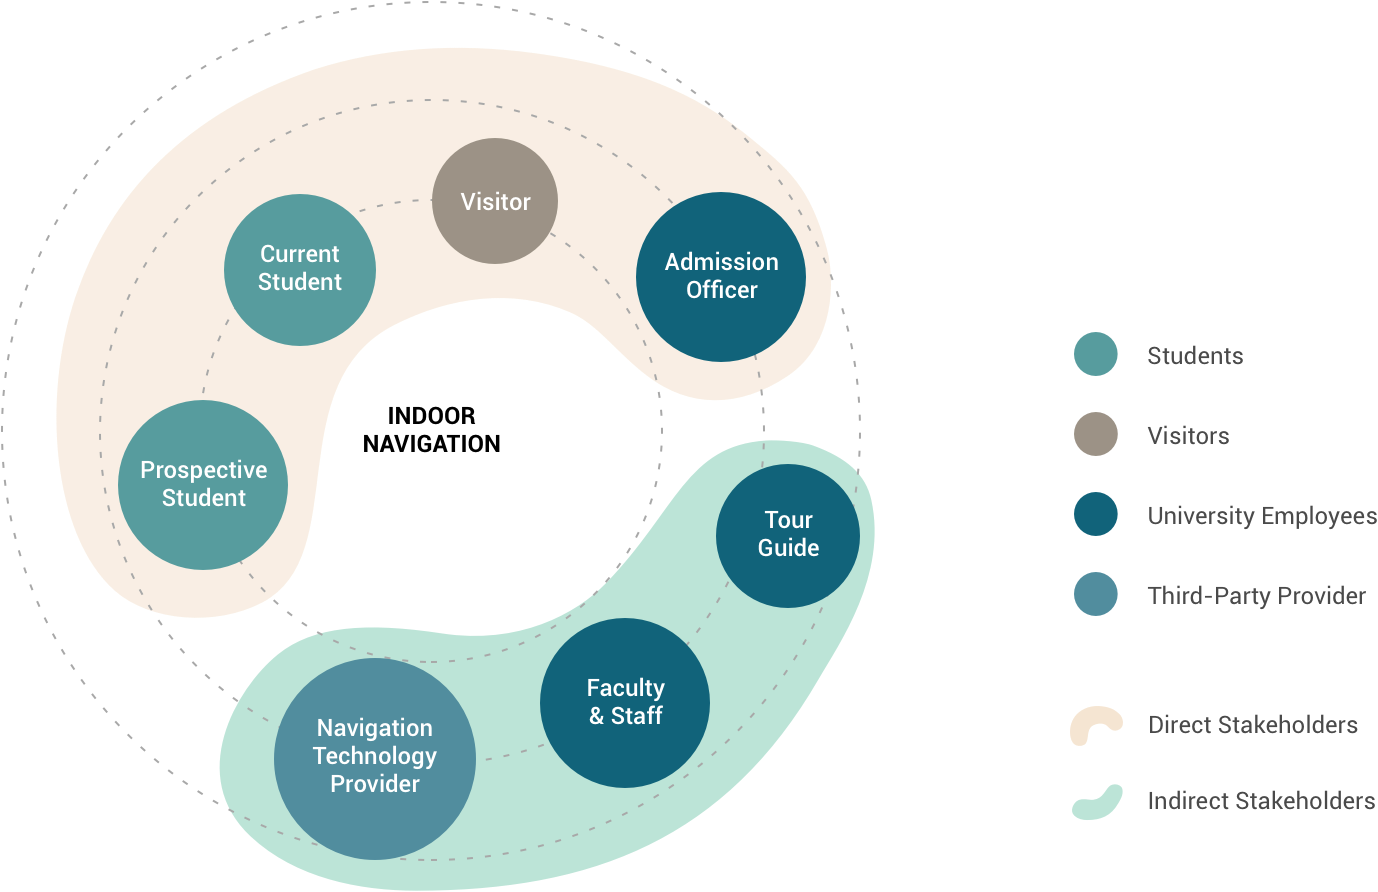 Visitor
Current
Student
Admission
Officer
INDOOR
NAVIGATION
Prospective
Student
Tour
Guide
Faculty
& Staff
Navigation
Technology
Provider
Students
Visitors
University Employees
Third-Party Provider
Direct Stakeholders
Indirect Stakeholders